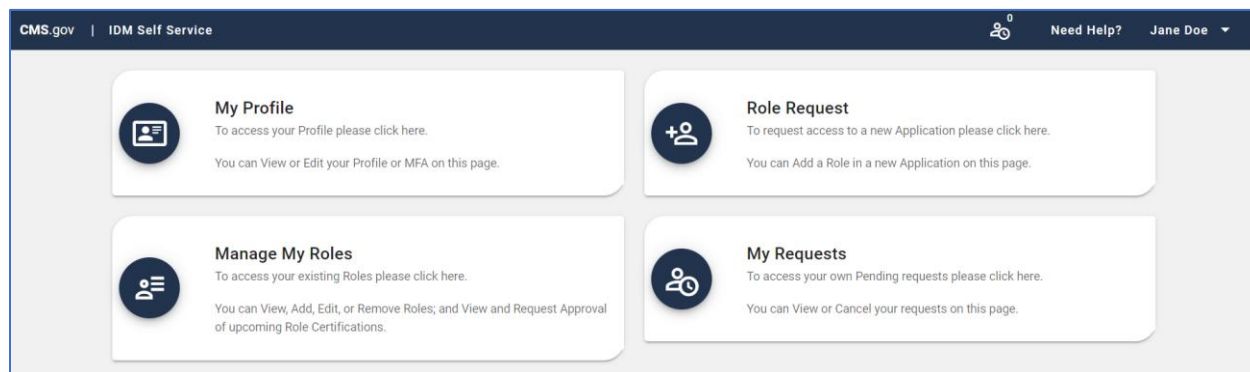 CMS.gov | IDM Self Service
0
Need Help?
Jane Doe
My Profile
To access your Profile please click here.
You can View or Edit your Profile or MFA on this page.
Role Request
To request access to a new Application please click here.
You can Add a Role in a new Application on this page.
Manage My Roles
To access your existing Roles please click here.
You can View, Add, Edit, or Remove Roles; and View and Request Approval
of upcoming Role Certifications.
My Requests
To access your own Pending requests please click here.
You can View or Cancel your requests on this page.